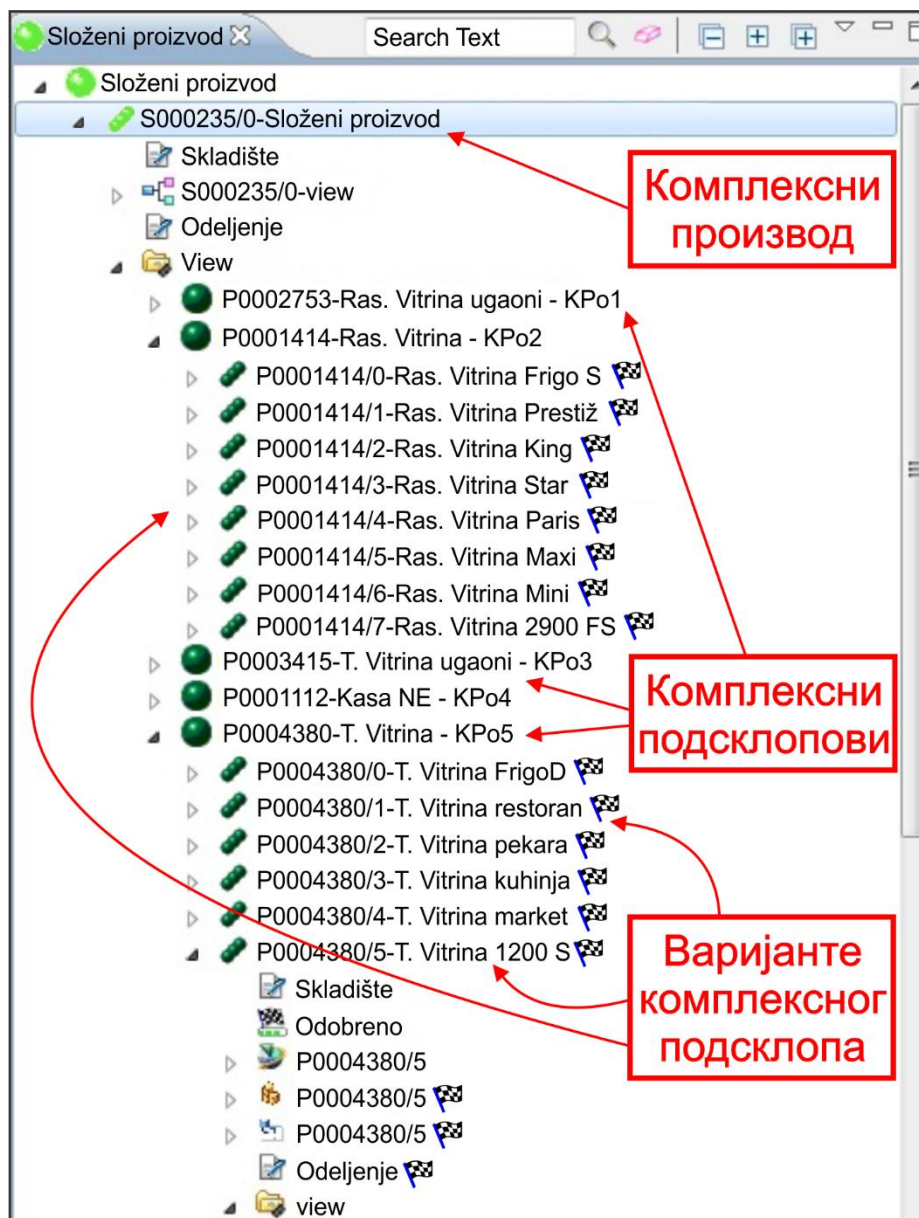 Složeni proizvod
Search Text
Složeni proizvod
S000235/0-Složeni proizvod
Skladište
S000235/0-view
Odeljenje
View
Комплексни
производ
P0002753-Ras. Vitrina ugaoni - KPo1
P0001414-Ras. Vitrina - KPo2
P0001414/0-Ras. Vitrina Frigo S
P0001414/1-Ras. Vitrina Prestiž
P0001414/2-Ras. Vitrina King
P0001414/3-Ras. Vitrina Star
P0001414/4-Ras. Vitrina Paris
P0001414/5-Ras. Vitrina Maxi
P0001414/6-Ras. Vitrina Mini
P0001414/7-Ras. Vitrina 2900 FS
P0003415-T. Vitrina ugaoni - KPo3
P0001112-Kasa NE - KPo4
P0004380-T. Vitrina - KPo5
Комплексни
подсклопови
P0004380/0-T. Vitrina FrigoD
P0004380/1-T. Vitrina restoran
P0004380/2-T. Vitrina pekara
P0004380/3-T. Vitrina kuhinja
P0004380/4-T. Vitrina market
P0004380/5-T. Vitrina 1200 S
Варијанте
комплексног
подсклопа
Skladište
Odobreno
P0004380/5
P0004380/5
P0004380/5
Odeljenje
view